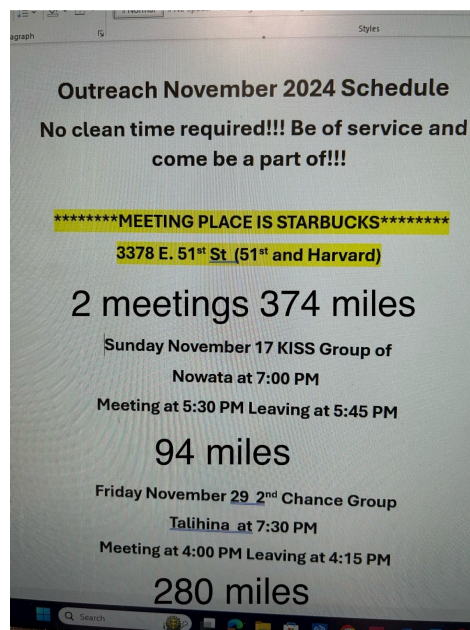 agraph
Styles
Outreach November 2024 Schedule
No clean time required!!! Be of service and
come be a part of!!!
********MEETING PLACE IS STARBUCKS********
3378 E. 51st St (51st and Harvard)
2 meetings 374 miles
Sunday November 17 KISS Group of
Nowata at 7:00 PM
Meeting at 5:30 PM Leaving at 5:45 PM
94 miles
Friday November 29 2nd Chance Group
Talihina at 7:30 PM
Meeting at 4:00 PM Leaving at 4:15 PM
280 miles
Search